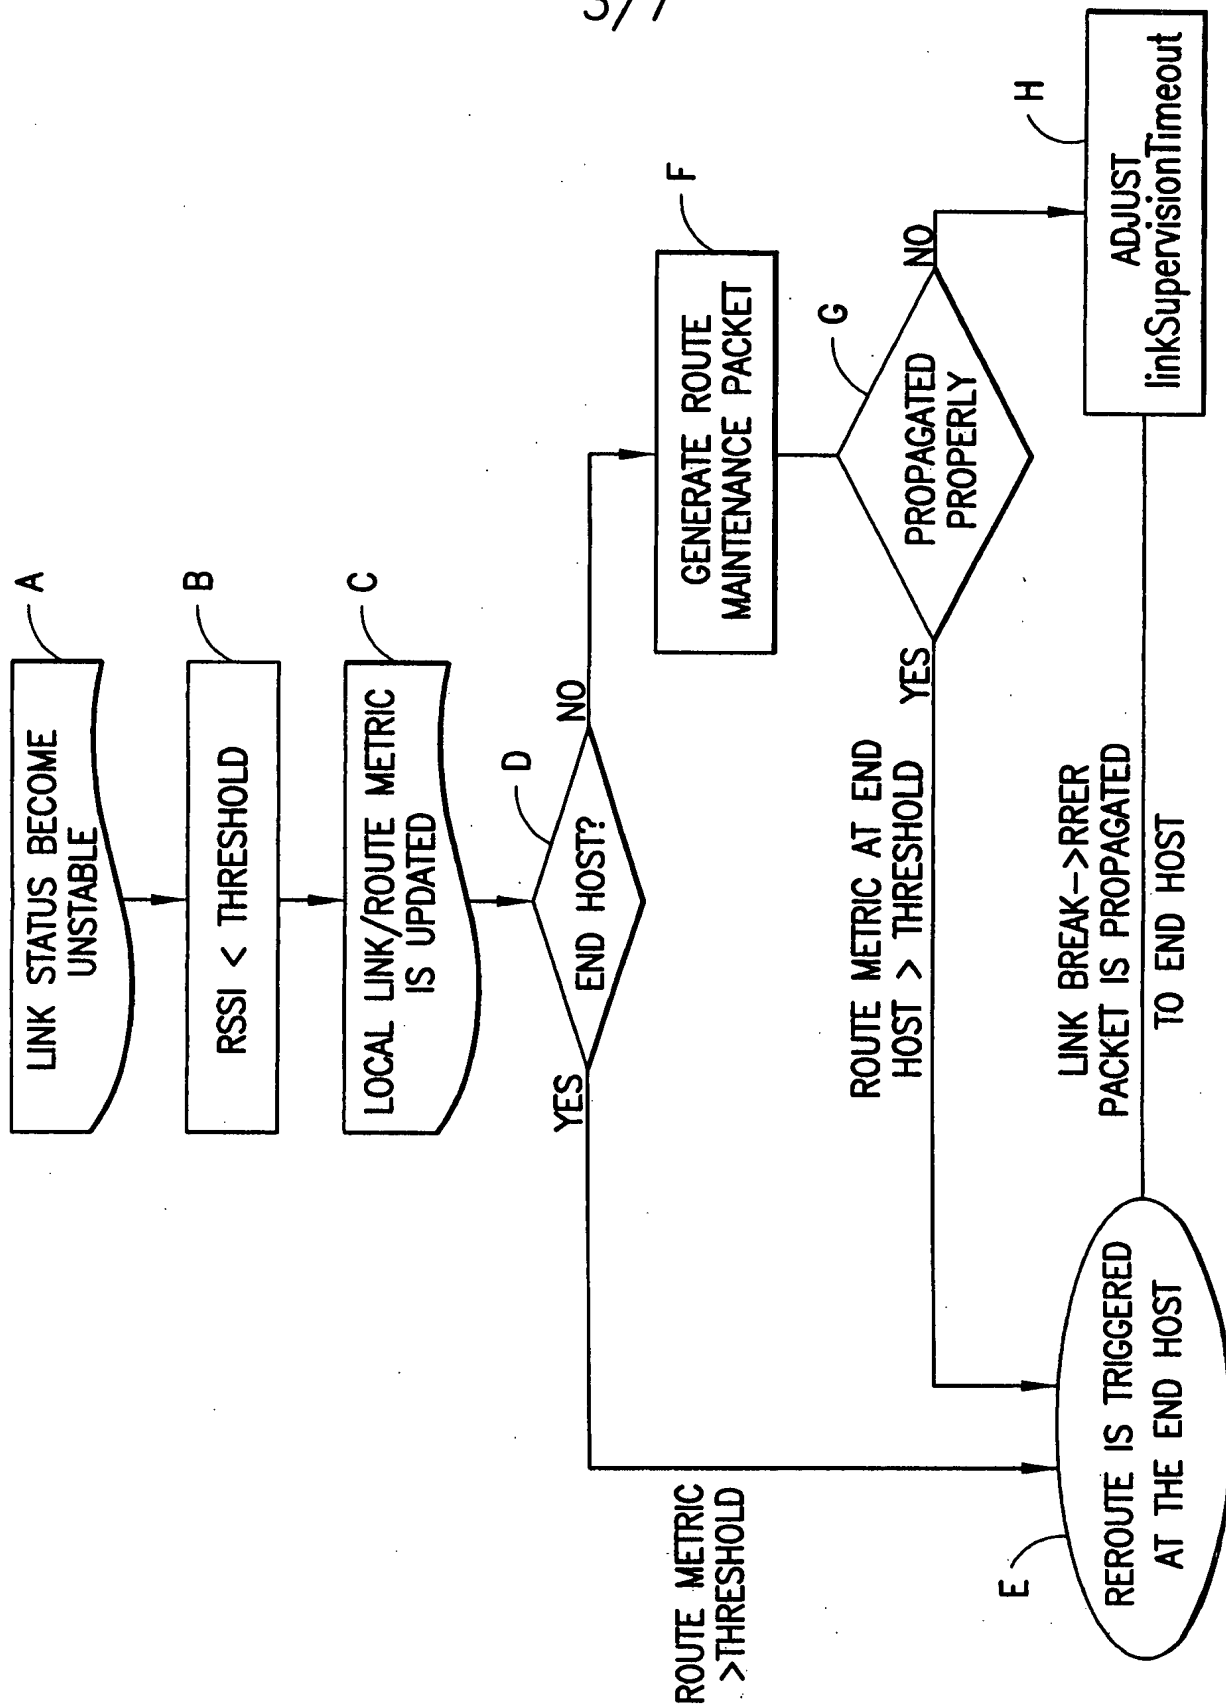 3/7
A
LINK STATUS BECOME
UNSTABLE
B
RSSI < THRESHOLD
C
LOCAL LINK/ROUTE METRIC
IS UPDATED
D
END HOST?
YES
NO
ROUTE METRIC
>THRESHOLD
F
GENERATE ROUTE
MAINTENANCE PACKET
G
PROPAGATED
PROPERLY
YES
NO
ROUTE METRIC AT END
HOST > THRESHOLD
H
ADJUST
linkSupervisionTimeout
LINK BREAK->RRER
PACKET IS PROPAGATED
TO END HOST
E
REROUTE IS TRIGGERED
AT THE END HOST